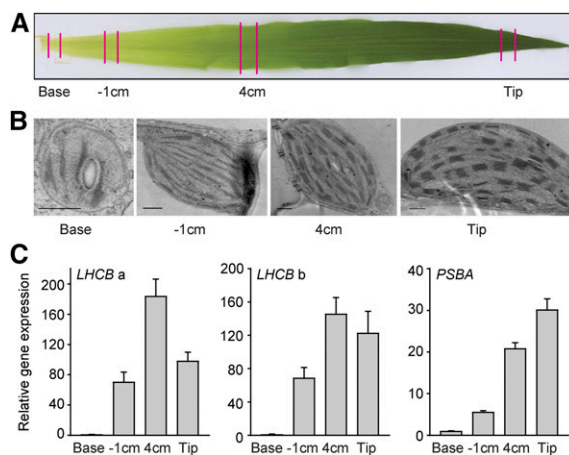 A
Base -1cm 4cm Tip
B
Base -1cm 4cm Tip
C
Relative gene expression
LHCB a
200
160
120
80
40
0
Base -1cm 4cm Tip
LHCB b
200
160
120
80
40
0
Base -1cm 4cm Tip
PSBA
40
30
20
10
0
Base -1cm 4cm Tip